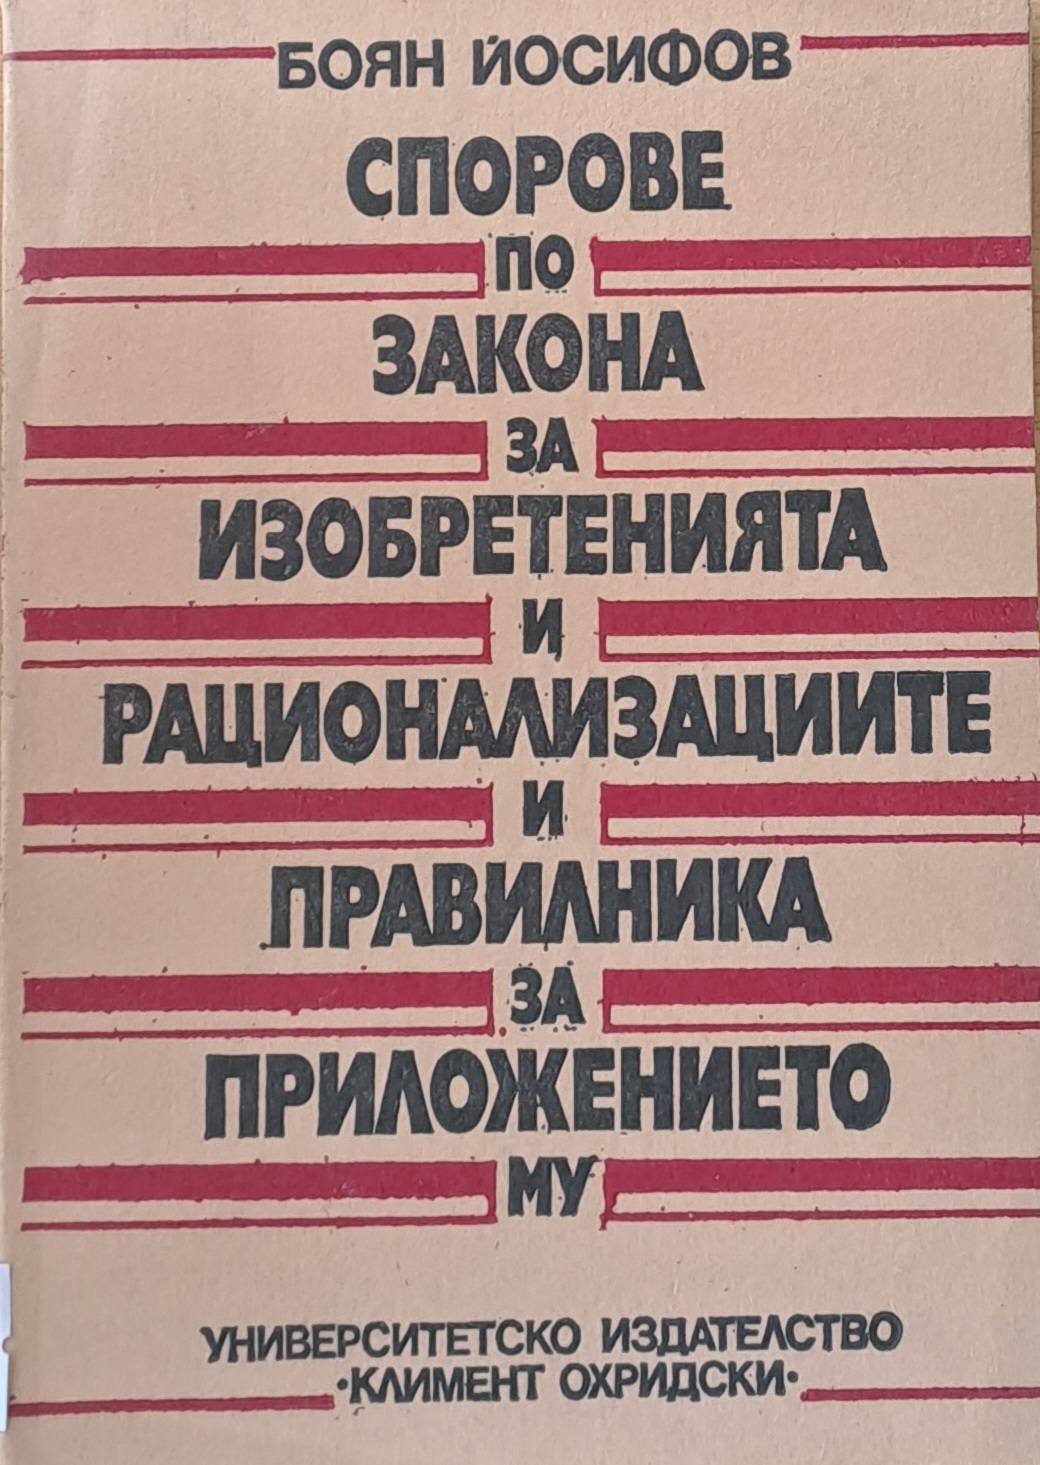 БОЯН ЙОСИФОВ
СПОРОВЕ
ПО
ЗАКОНА
ЗА
ИЗОБРЕТЕНИЯТА
И
РАЦИОНАЛИЗАЦИИТЕ
И
ПРАВИЛНИКА
ЗА
ПРИЛОЖЕНИЕТО
МУ
УНИВЕРСИТЕТСКО ИЗДАТЕЛСТВО
•КЛИМЕНТ ОХРИДСКИ•